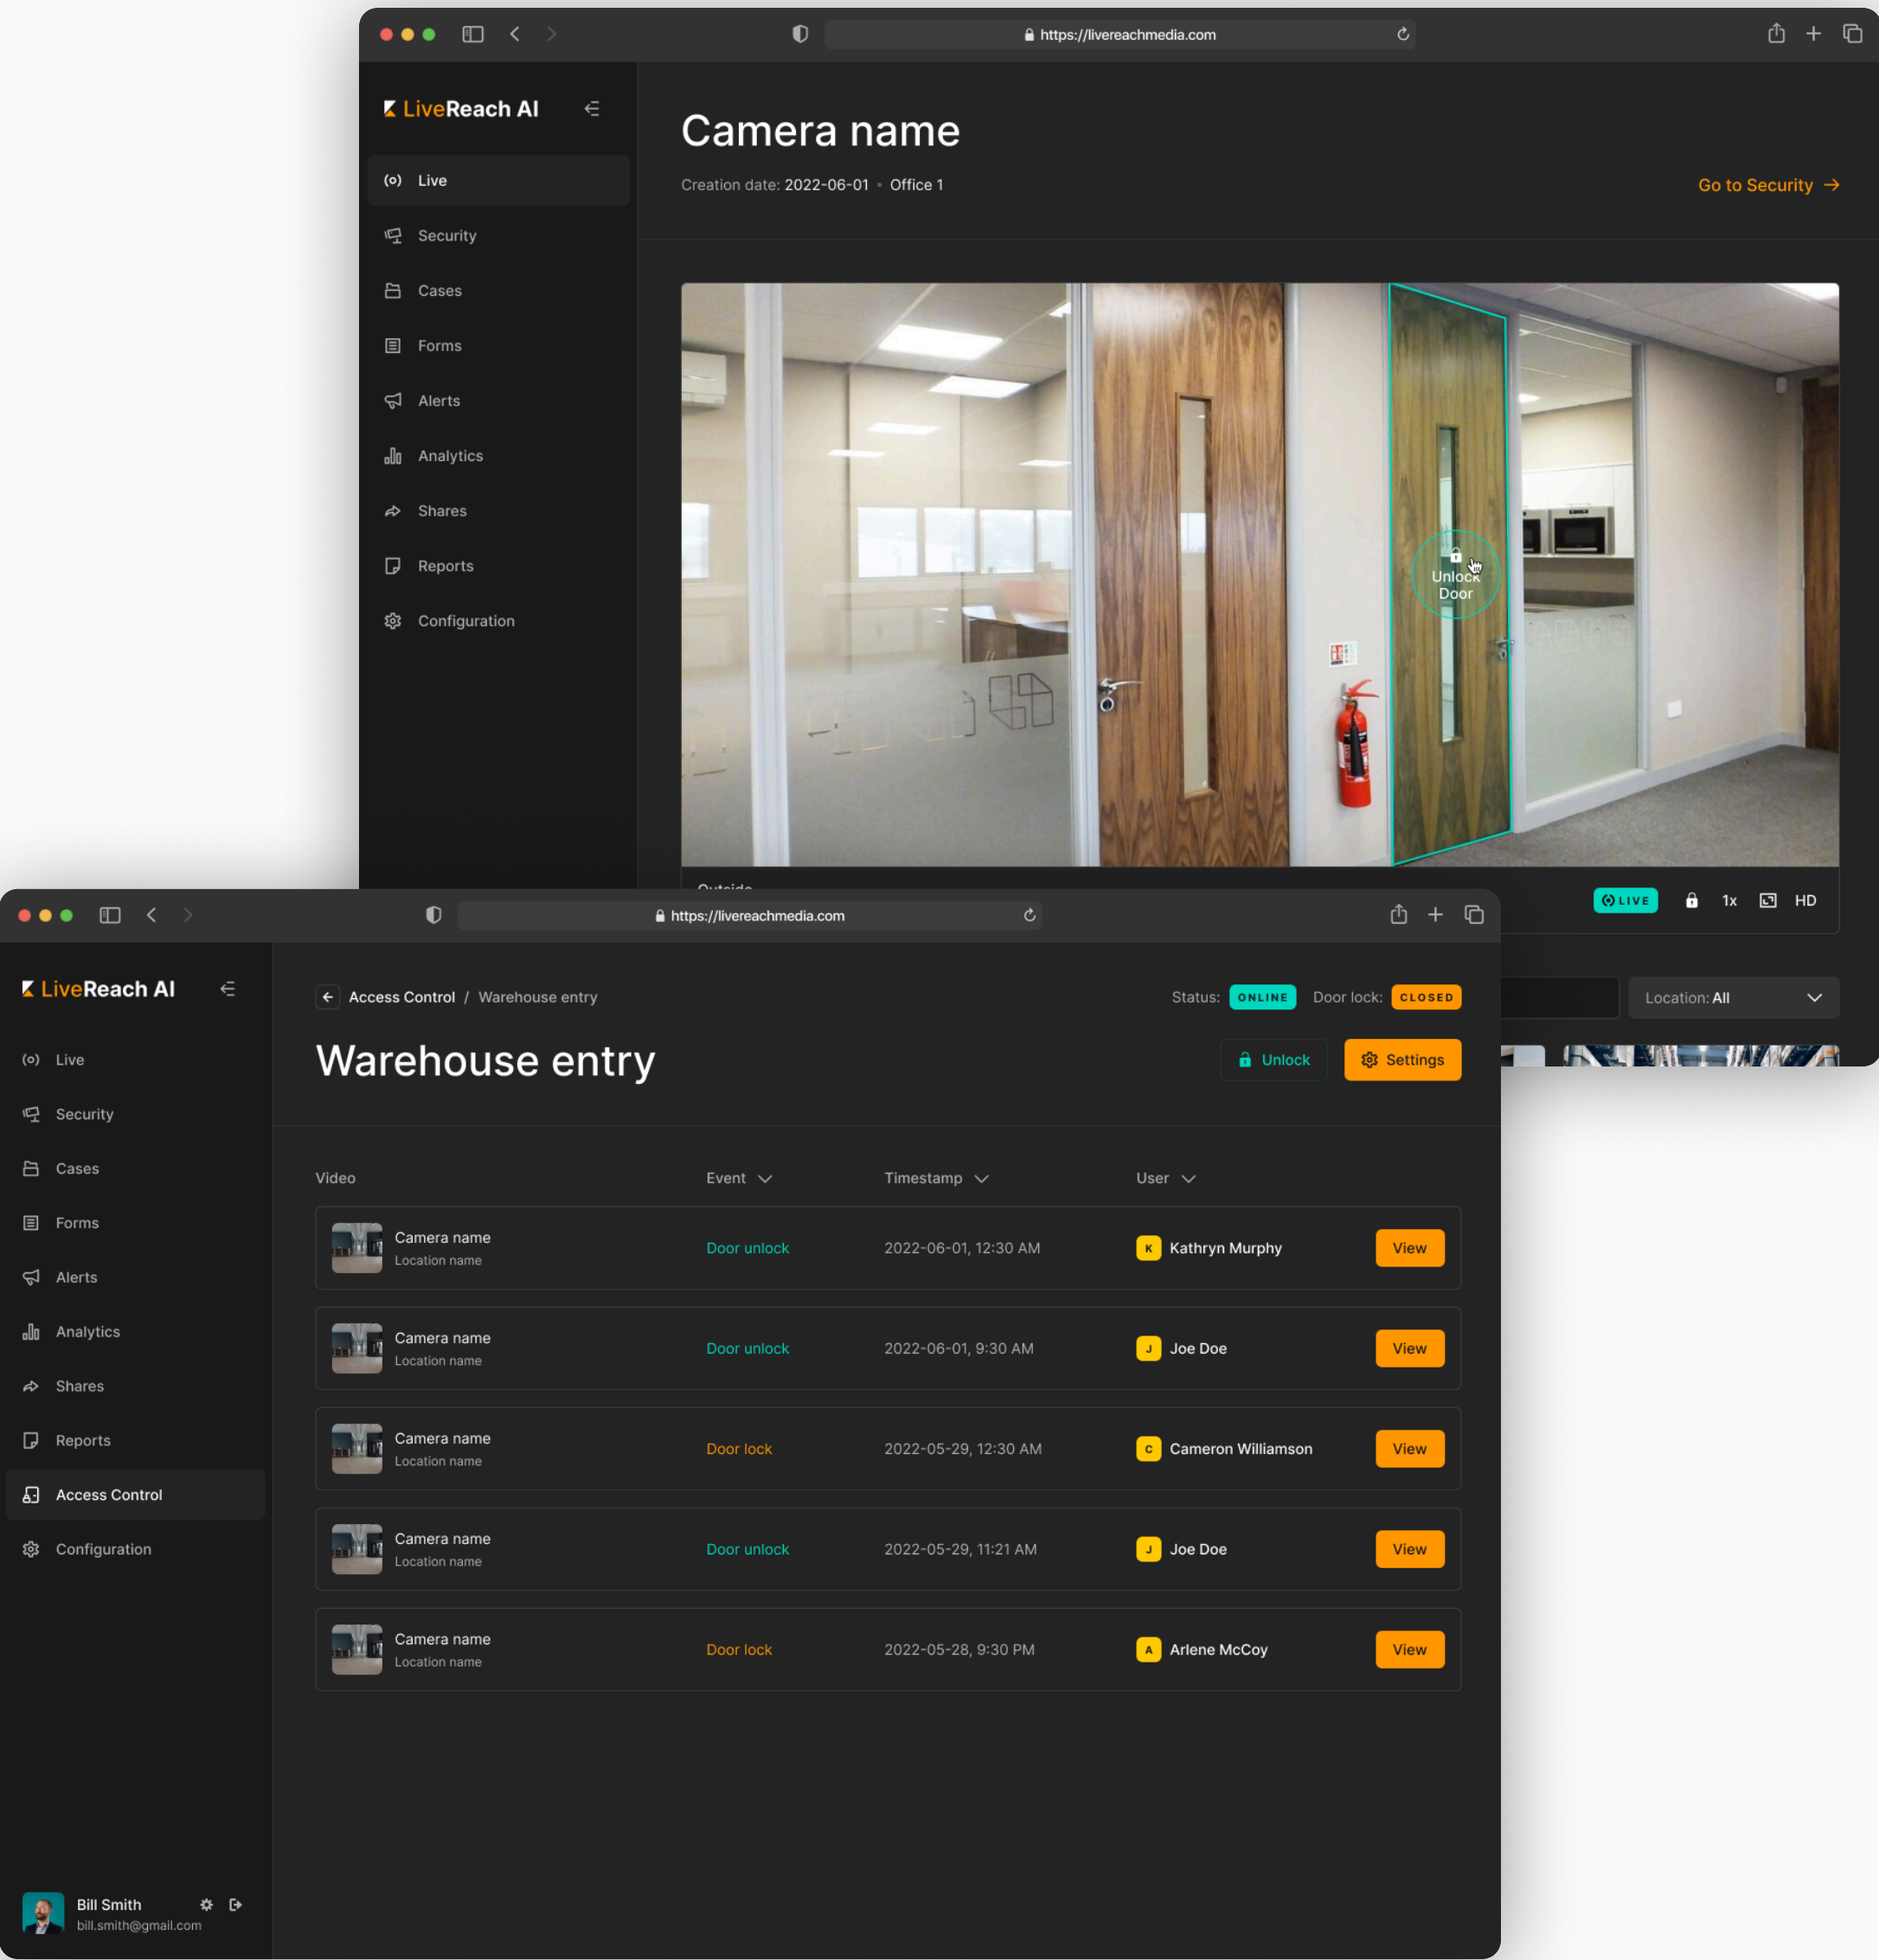 https://livereachmedia.com
LiveReach AI
Camera name
Creation date: 2022-06-01 • Office 1
Go to Security
Live
Security
Cases
Forms
Alerts
Analytics
Shares
Reports
Configuration
Unlock
Door
Outside
LIVE
1x
HD
Location: All
https://livereachmedia.com
LiveReach AI
Live
Security
Cases
Forms
Alerts
Analytics
Shares
Reports
Access Control
Configuration
Bill Smith
bill.smith@gmail.com
Access Control / Warehouse entry
Status: ONLINE Door lock: CLOSED
Warehouse entry
Unlock
Settings
Video Event Timestamp User
Camera name
Location name
Door unlock 2022-06-01, 12:30 AM K Kathryn Murphy View
Camera name
Location name
Door unlock 2022-06-01, 9:30 AM J Joe Doe View
Camera name
Location name
Door lock 2022-05-29, 12:30 AM C Cameron Williamson View
Camera name
Location name
Door unlock 2022-05-29, 11:21 AM J Joe Doe View
Camera name
Location name
Door lock 2022-05-28, 9:30 PM A Arlene McCoy View